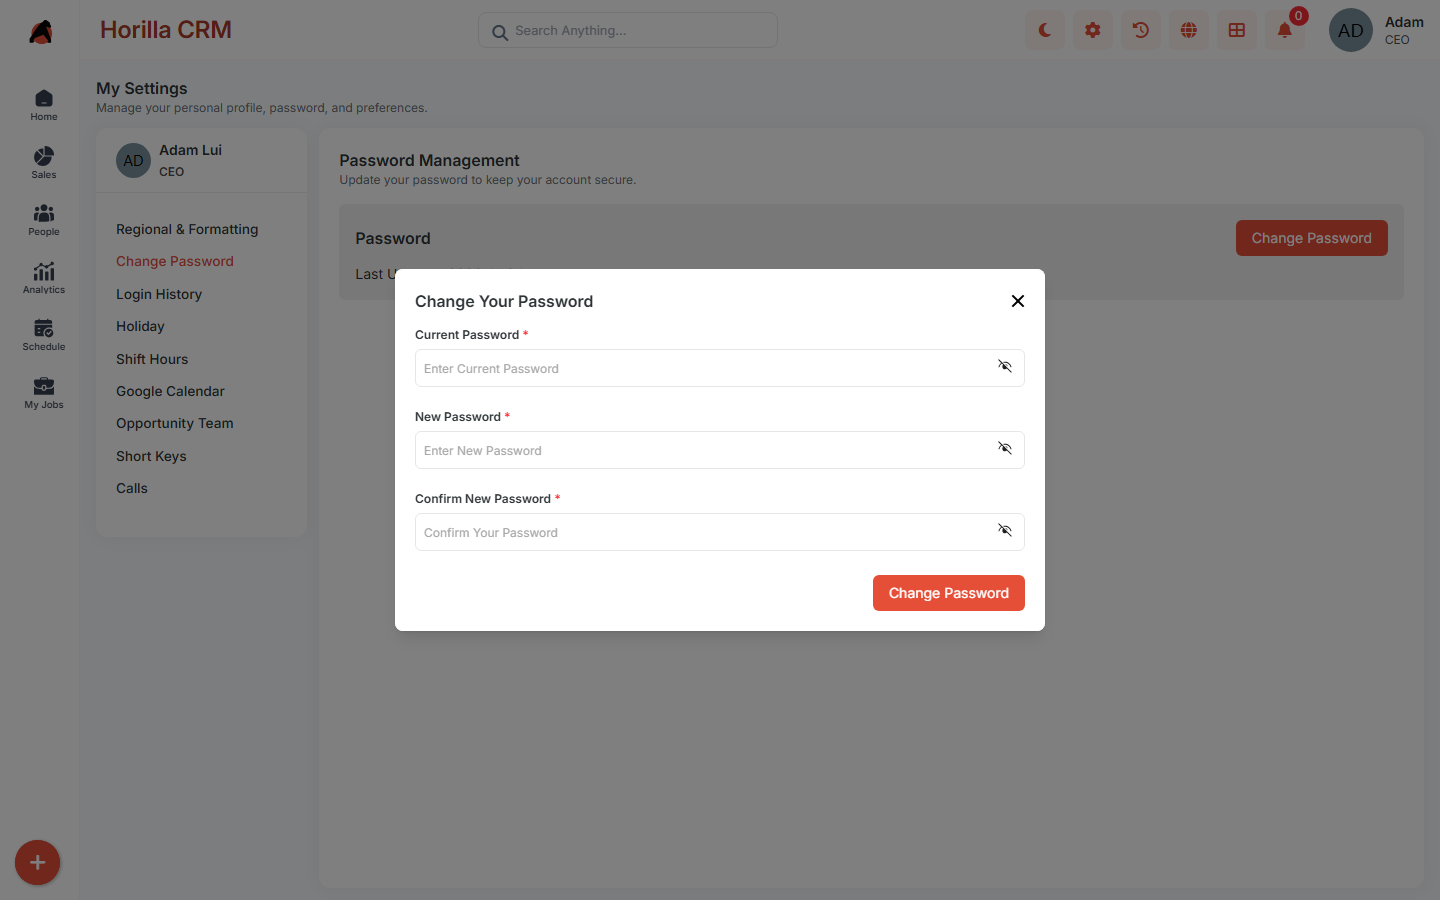 Horilla CRM
Search Anything...
0
AD
Adam
CEO
Home
Sales
People
Analytics
Schedule
My Jobs
My Settings
Manage your personal profile, password, and preferences.
AD
Adam Lui
CEO
Regional & Formatting
Change Password
Login History
Holiday
Shift Hours
Google Calendar
Opportunity Team
Short Keys
Calls
Password Management
Update your password to keep your account secure.
Password
Change Password
Last
Change Your Password
Current Password *
Enter Current Password
New Password *
Enter New Password
Confirm New Password *
Confirm Your Password
Change Password